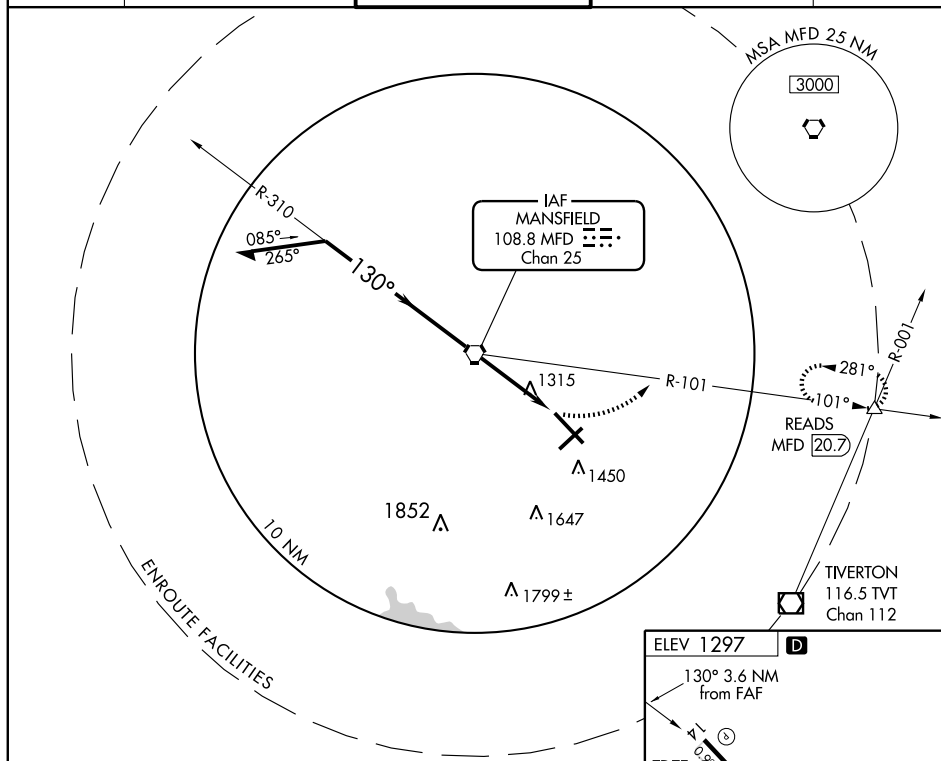 MSA MFD 25 NM
3000
R-310
085°
265°
130°
IAF
MANSFIELD
108.8 MFD
Chan 25
1315
R-101
R-001
281°
101°
READS
MFD 20.7
1450
1852
1647
10 NM
1799 ±
ENROUTE FACILITIES
TIVERTON
116.5 TVT
Chan 112
ELEV 1297 D
130° 3.6 NM
from FAF
14
P